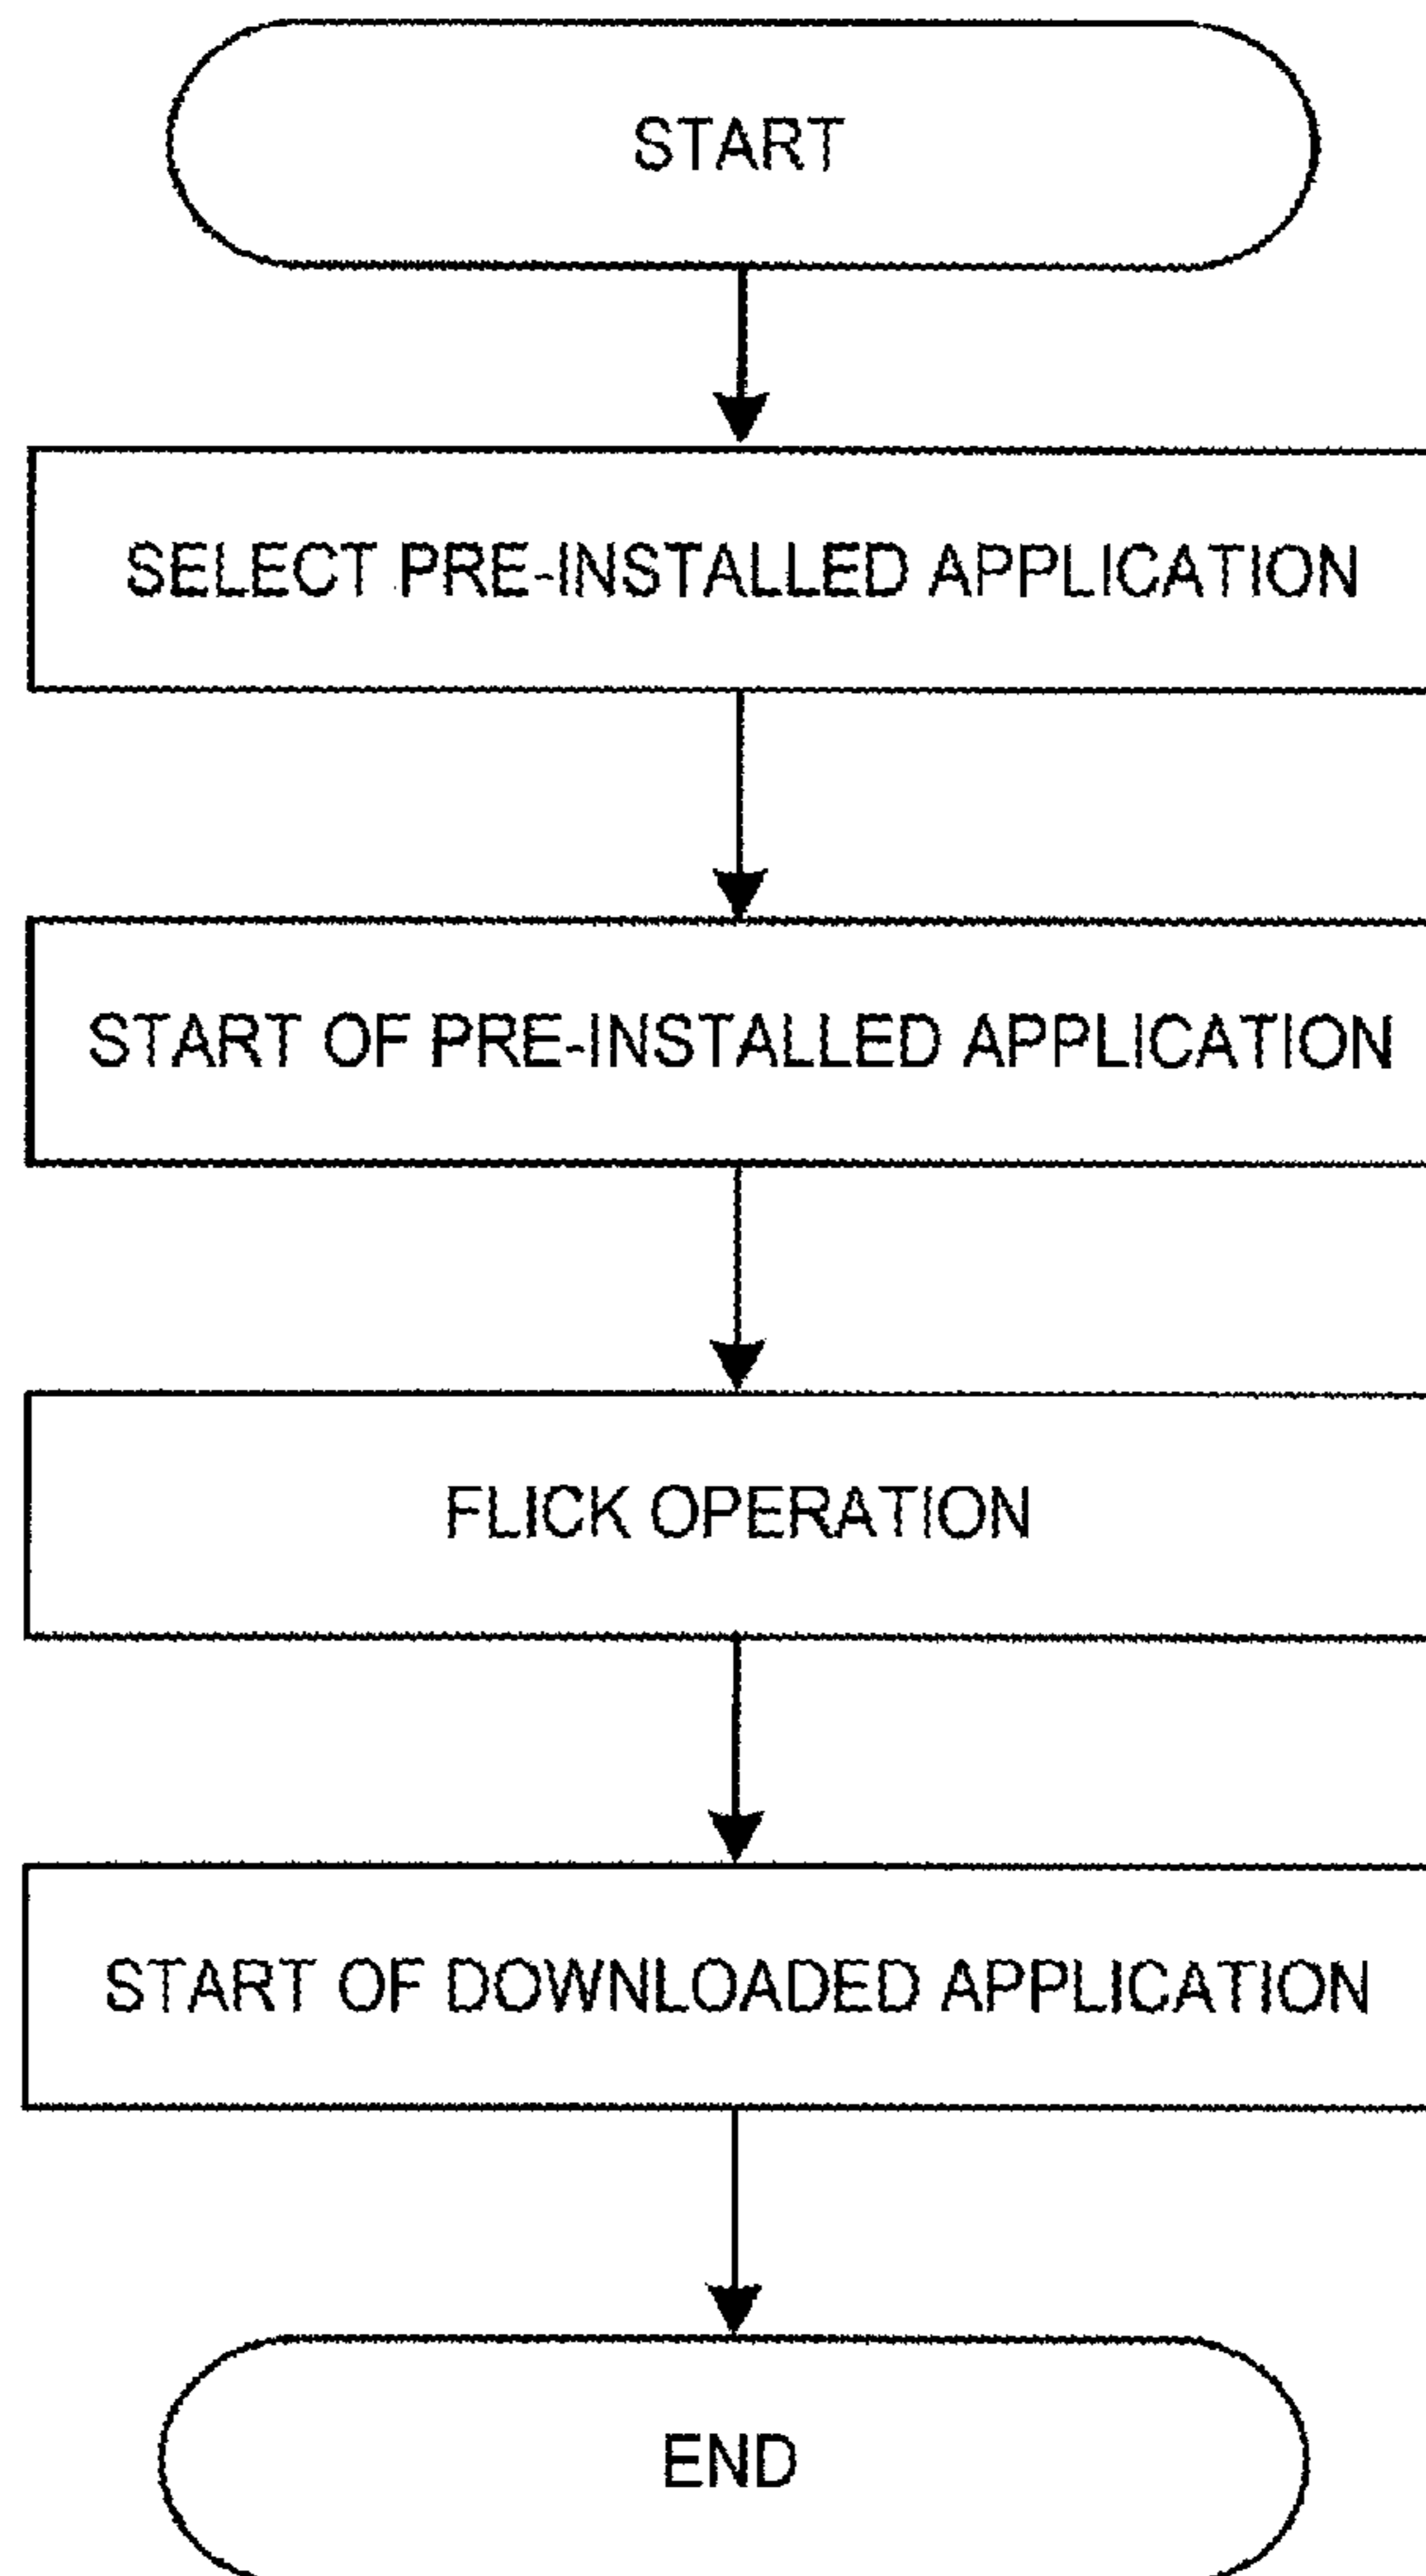 START
SELECT PRE-INSTALLED APPLICATION
START OF PRE-INSTALLED APPLICATION
FLICK OPERATION
START OF DOWNLOADED APPLICATION
END